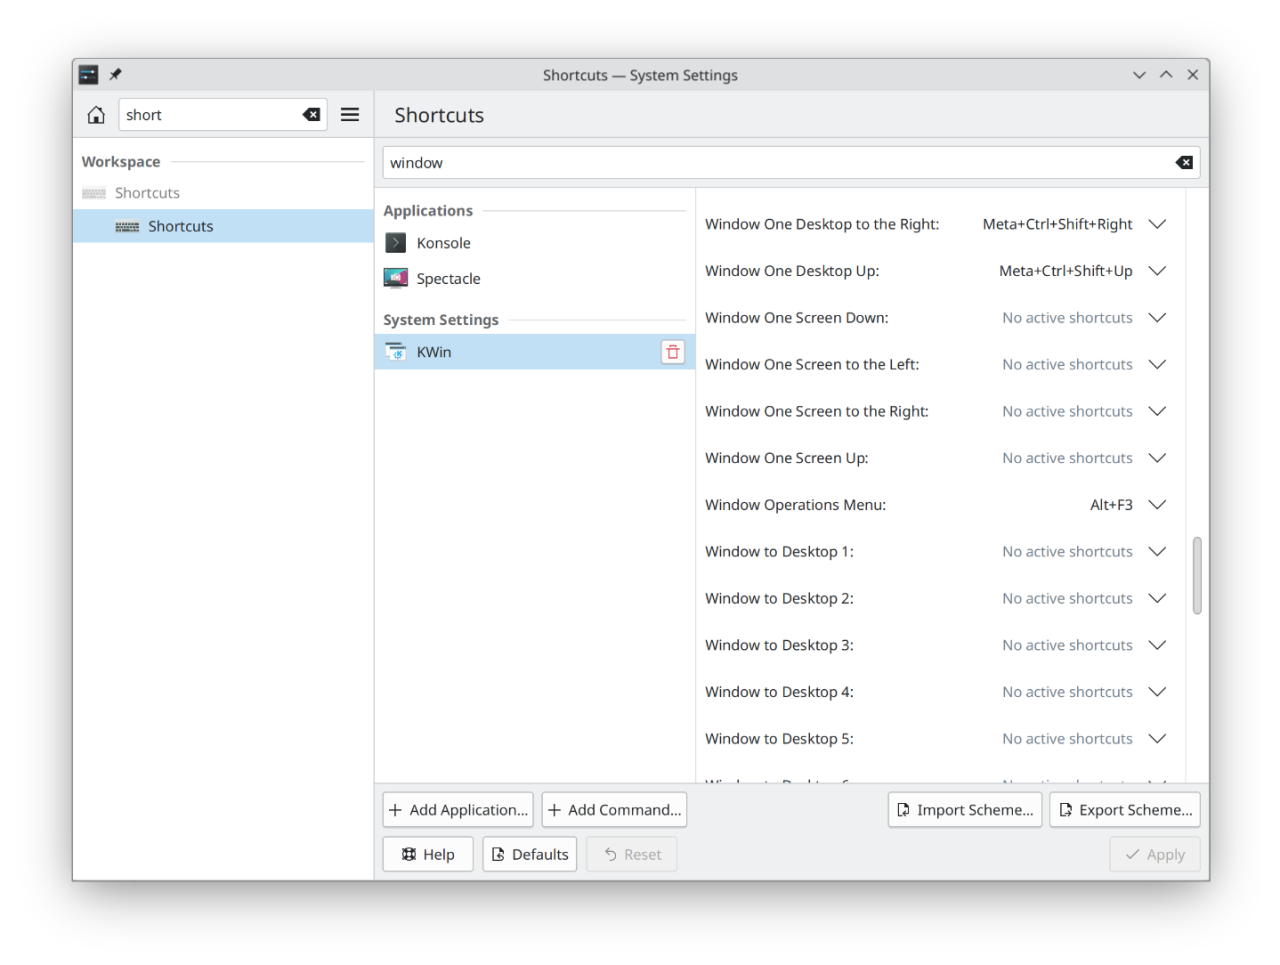 Shortcuts — System Settings
short
Shortcuts
Workspace
Shortcuts
Shortcuts
window
Applications
Konsole
Spectacle
System Settings
KWin
Window One Desktop to the Right: Meta+Ctrl+Shift+Right
Window One Desktop Up: Meta+Ctrl+Shift+Up
Window One Screen Down: No active shortcuts
Window One Screen to the Left: No active shortcuts
Window One Screen to the Right: No active shortcuts
Window One Screen Up: No active shortcuts
Window Operations Menu: Alt+F3
Window to Desktop 1: No active shortcuts
Window to Desktop 2: No active shortcuts
Window to Desktop 3: No active shortcuts
Window to Desktop 4: No active shortcuts
Window to Desktop 5: No active shortcuts
Add Application... Add Command... Import Scheme... Export Scheme...
Help Defaults Reset Apply